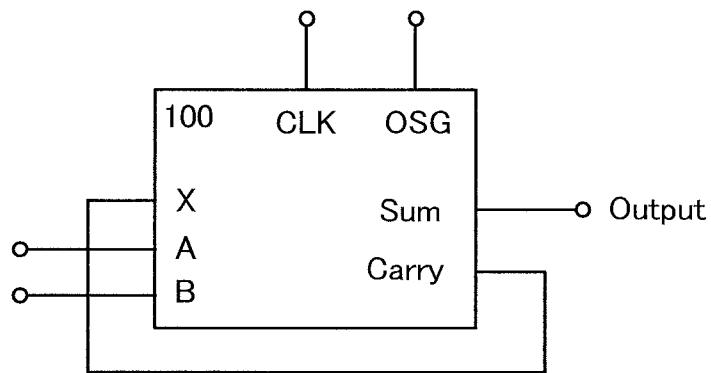 100 CLK OSG
X
Sum Output
A
Carry
B